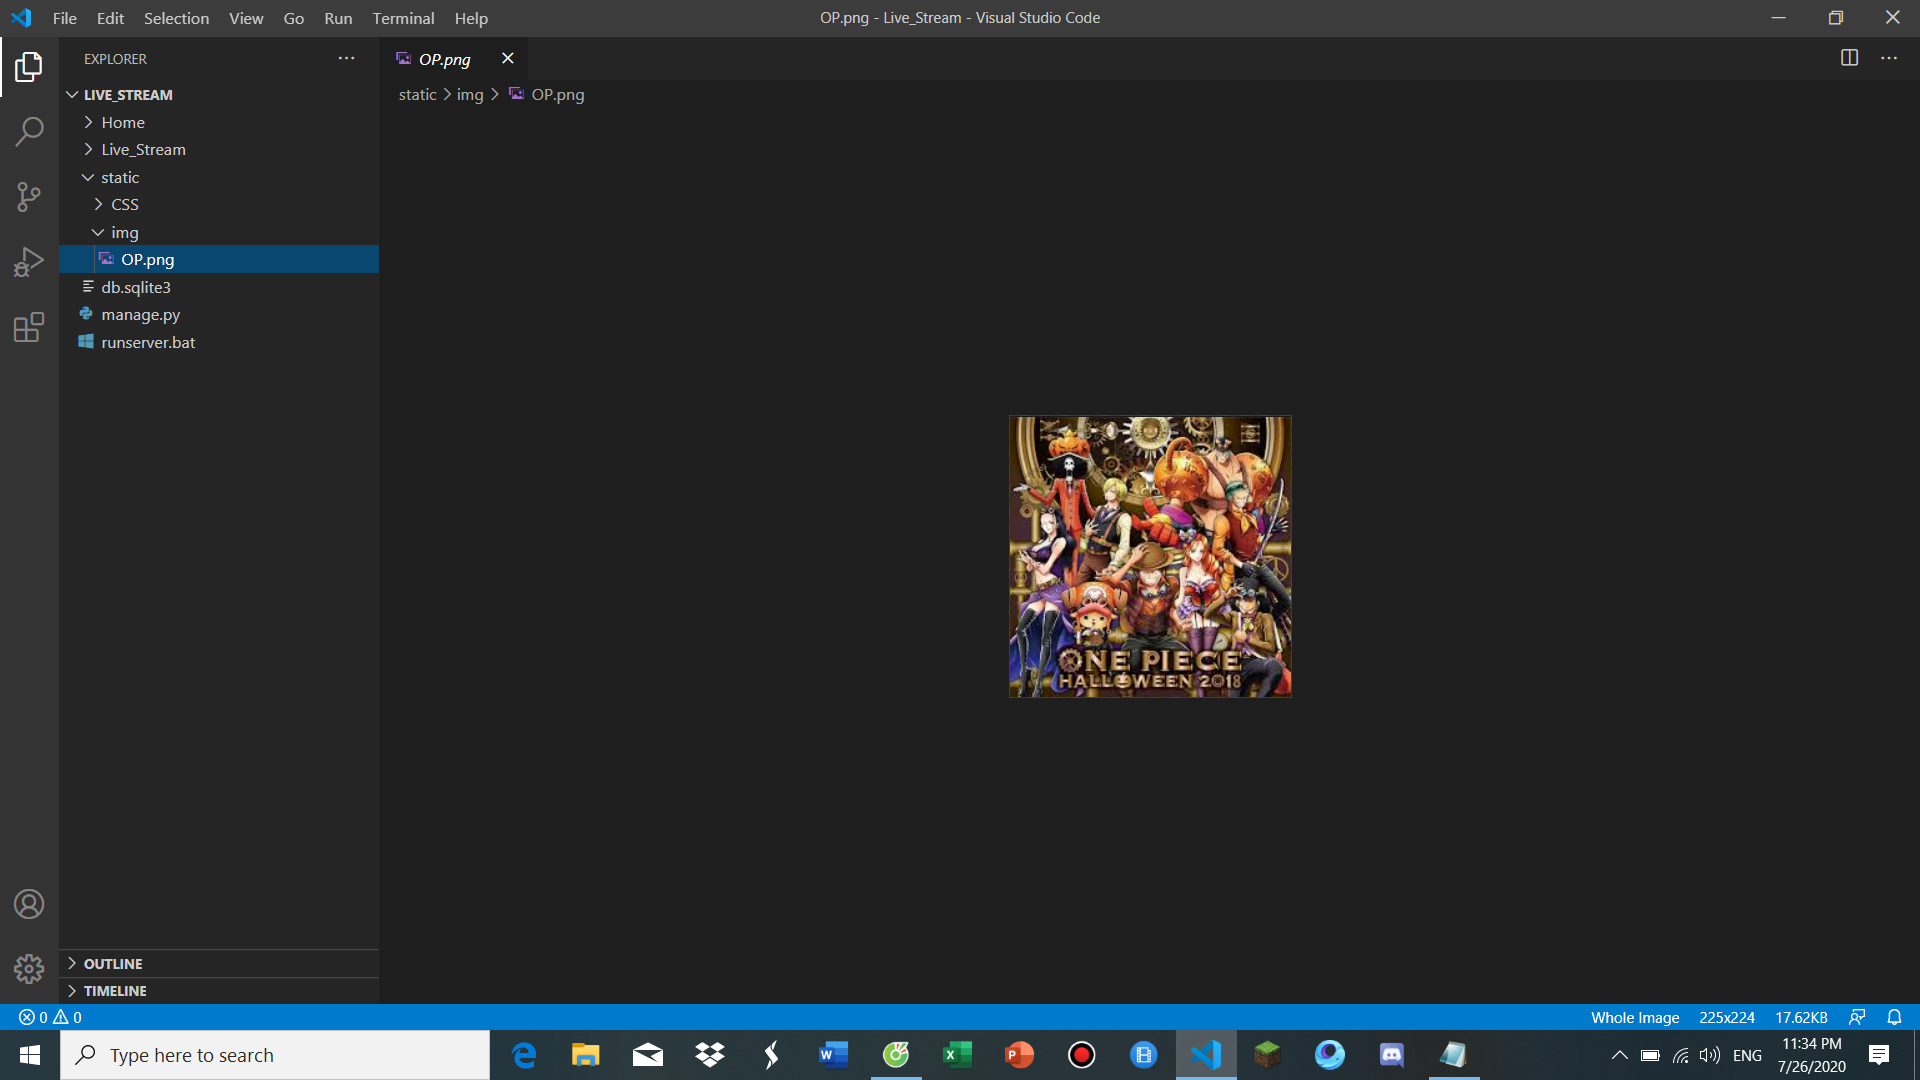 File Edit Selection View Go Run Terminal Help
OP.png - Live_Stream - Visual Studio Code
EXPLORER
OP.png
LIVE_STREAM
static img OP.png
Home
Live_Stream
static
CSS
img
OP.png
db.sqlite3
manage.py
runserver.bat
ONE PIECE
HALLOWEEN 2018
OUTLINE
TIMELINE
0 0
Whole Image 225x224 17.62KB
Type here to search
ENG
11:34 PM
7/26/2020